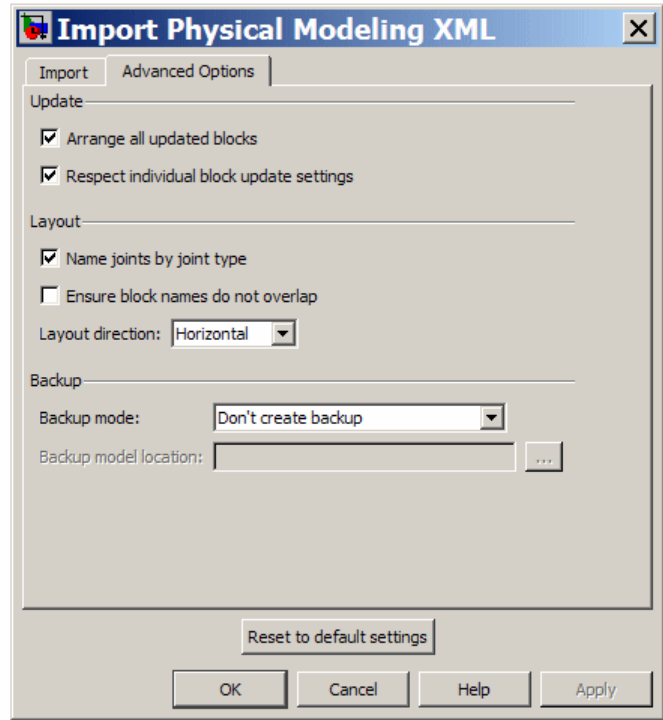 Import Physical Modeling XML
Import Advanced Options
Update
Arrange all updated blocks
Respect individual block update settings
Layout
Name joints by joint type
Ensure block names do not overlap
Layout direction: Horizontal
Backup
Backup mode: Don't create backup
Backup model location: ...
Reset to default settings
OK Cancel Help Apply